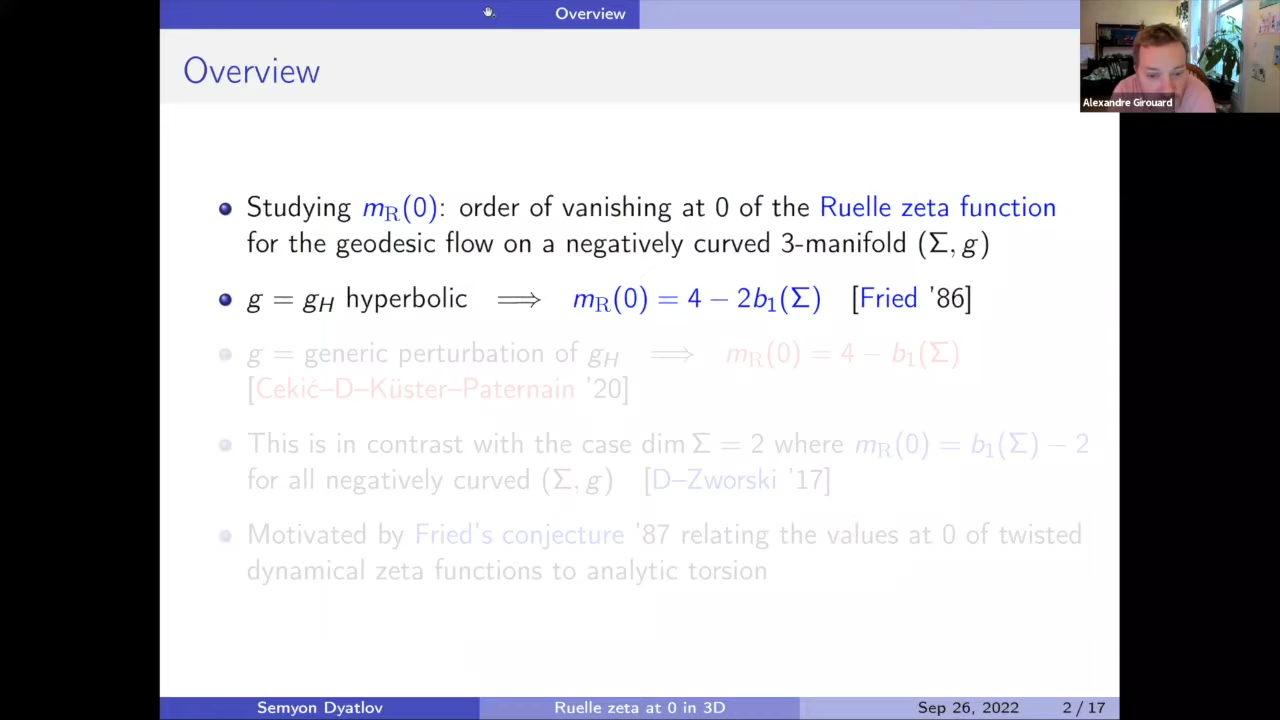 Overview
Overview
Alexandre Girouard
• Studying m_R(0): order of vanishing at 0 of the Ruelle zeta function
for the geodesic flow on a negatively curved 3-manifold (Σ, g)
• g = g_H hyperbolic ⟹ m_R(0) = 4 − 2b₁(Σ) [Fried '86]
• g = generic perturbation of g_H ⟹ m_R(0) = 4 − b₁(Σ)
[Cekić–D–Küster–Paternain '20]
• This is in contrast with the case dim Σ = 2 where m_R(0) = b₁(Σ) − 2
for all negatively curved (Σ, g) [D–Zworski '17]
• Motivated by Fried's conjecture '87 relating the values at 0 of twisted
dynamical zeta functions to analytic torsion
Semyon Dyatlov Ruelle zeta at 0 in 3D Sep 26, 2022 2 / 17